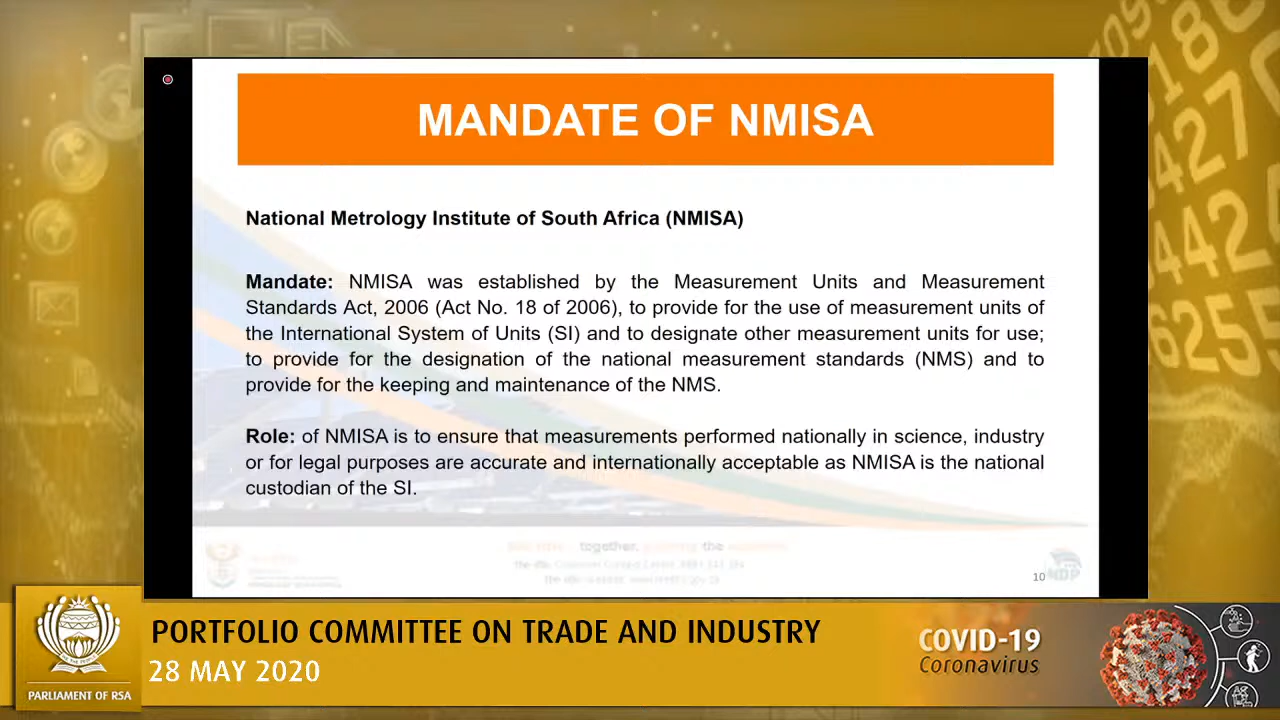 MANDATE OF NMISA
National Metrology Institute of South Africa (NMISA)
Mandate: NMISA was established by the Measurement Units and Measurement
Standards Act, 2006 (Act No. 18 of 2006), to provide for the use of measurement units of
the International System of Units (SI) and to designate other measurement units for use;
to provide for the designation of the national measurement standards (NMS) and to
provide for the keeping and maintenance of the NMS.
Role: of NMISA is to ensure that measurements performed nationally in science, industry
or for legal purposes are accurate and internationally acceptable as NMISA is the national
custodian of the SI.
together, the
10
PORTFOLIO COMMITTEE ON TRADE AND INDUSTRY
28 MAY 2020
PARLIAMENT OF RSA
COVID-19
Coronavirus